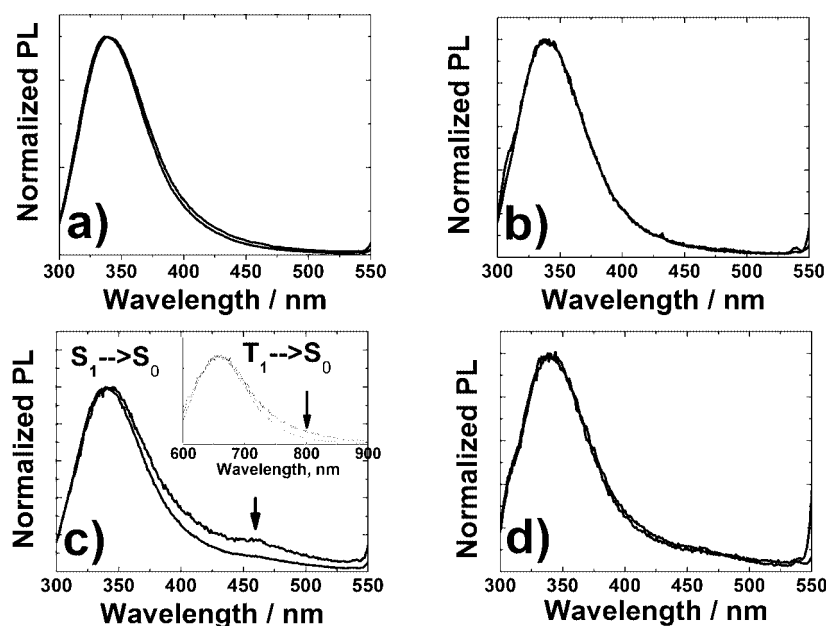 Normalized PL
a)
300 350 400 450 500 550
Wavelength / nm
Normalized PL
b)
300 350 400 450 500 550
Wavelength / nm
Normalized PL
S1-->S0
T1-->S0
600 700 800 900
Wavelength, nm
c)
300 350 400 450 500 550
Wavelength / nm
Normalized PL
d)
300 350 400 450 500 550
Wavelength / nm